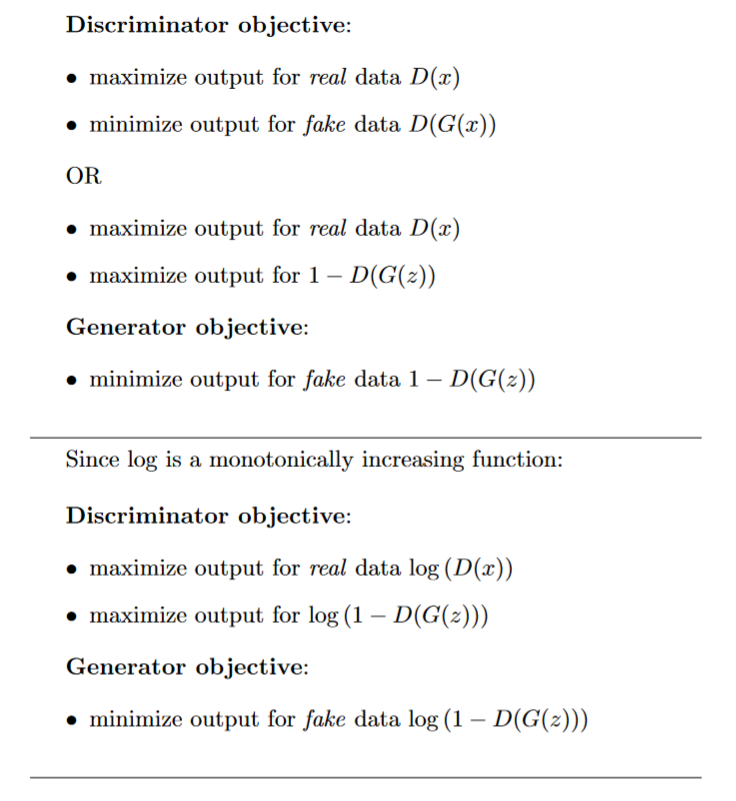 Discriminator objective:
• maximize output for real data D(x)
• minimize output for fake data D(G(x))
OR
• maximize output for real data D(x)
• maximize output for 1 − D(G(z))
Generator objective:
• minimize output for fake data 1 − D(G(z))
Since log is a monotonically increasing function:
Discriminator objective:
• maximize output for real data log (D(x))
• maximize output for log (1 − D(G(z)))
Generator objective:
• minimize output for fake data log (1 − D(G(z)))